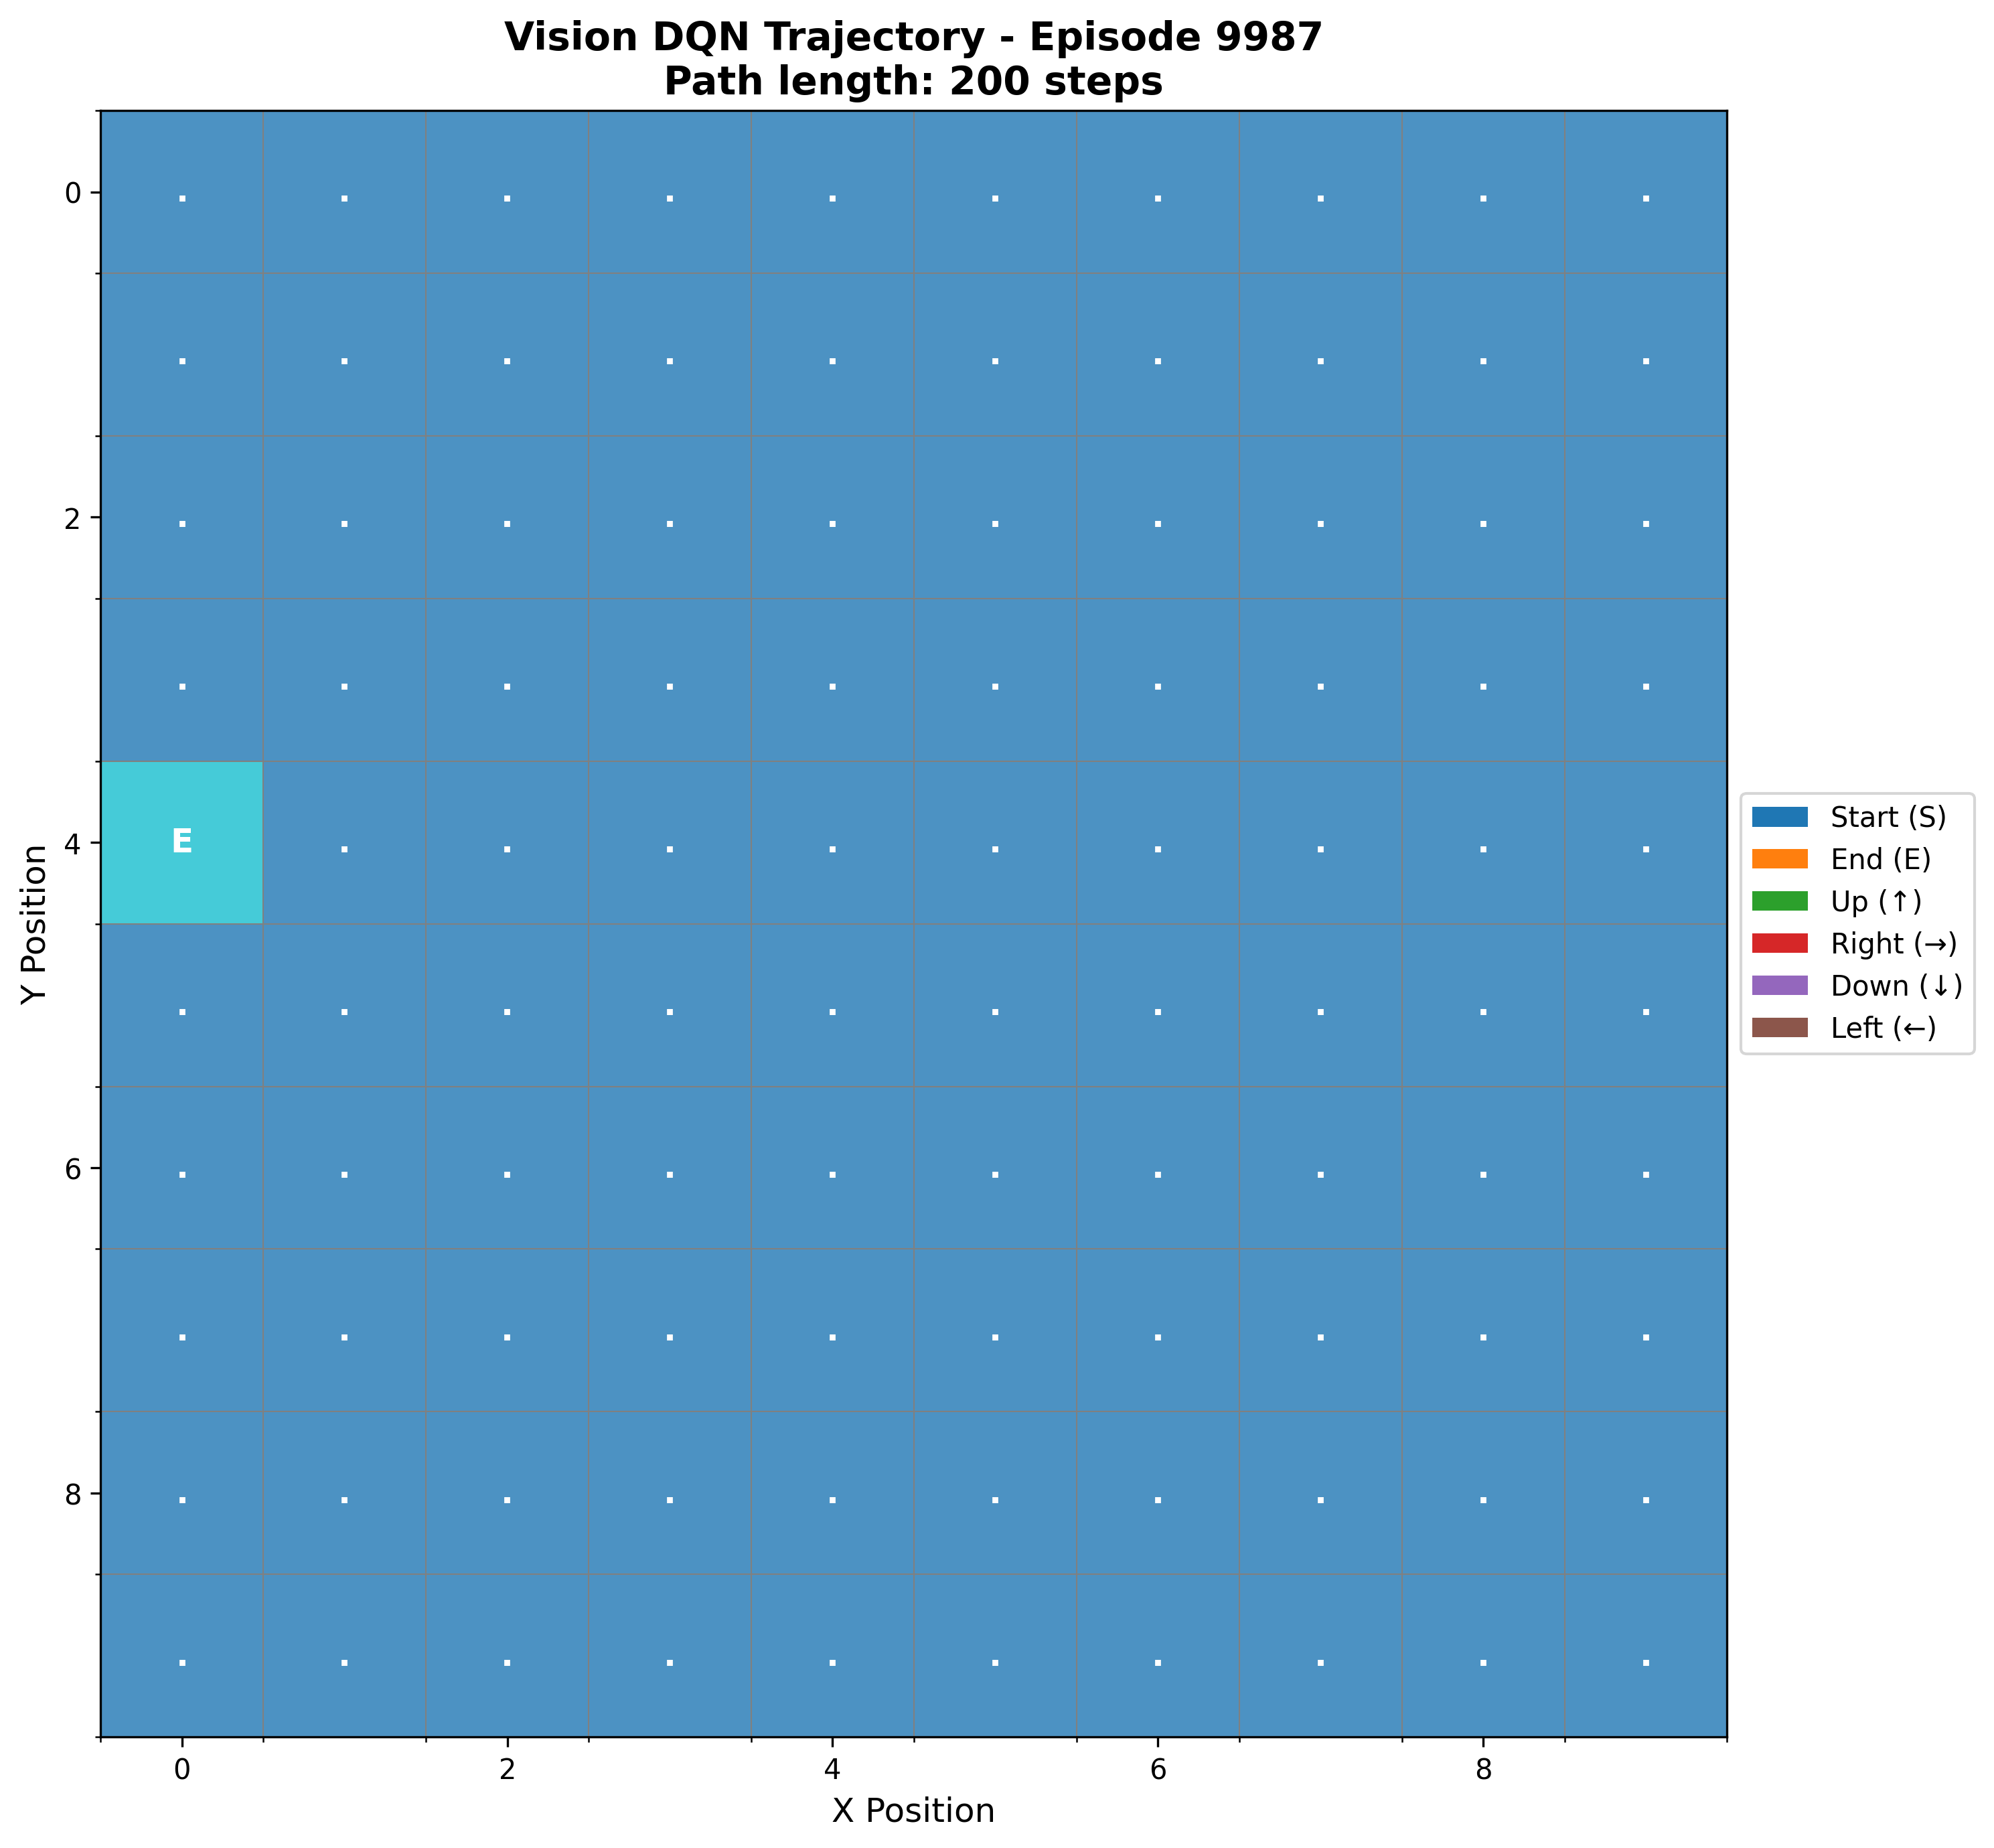 Vision DQN Trajectory - Episode 9987
Path length: 200 steps
0
2
4
6
8
Y Position
E
0 2 4 6 8
X Position
Start (S)
End (E)
Up (↑)
Right (→)
Down (↓)
Left (←)